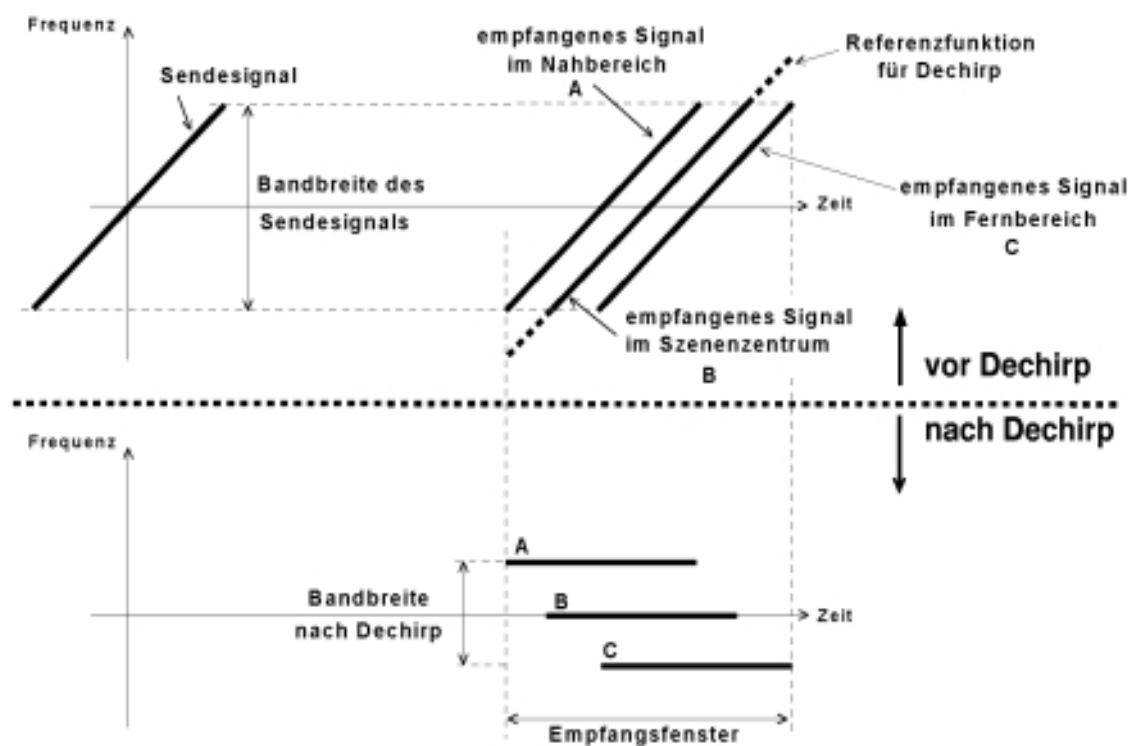 Frequenz
Sendesignal
empfangenes Signal
im Nahbereich
A
Referenzfunktion
für Dechirp
Bandbreite des
Sendesignals
Zeit
empfangenes Signal
im Fernbereich
C
empfangenes Signal
im Szenenzentrum
B
vor Dechirp
nach Dechirp
Frequenz
A
Bandbreite
nach Dechirp
B
Zeit
C
Empfangsfenster